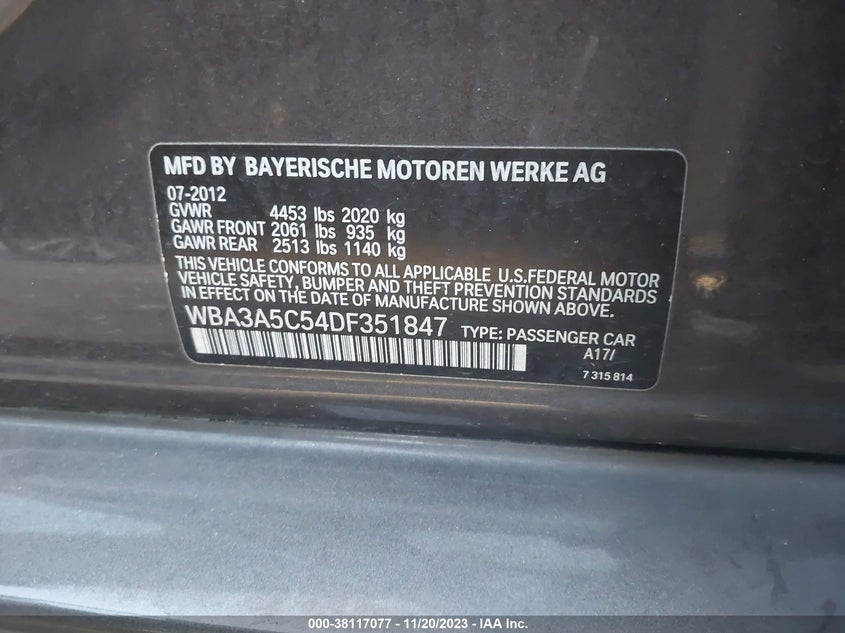 MFD BY BAYERISCHE MOTOREN WERKE AG
07-2012
GVWR 4453 lbs 2020 kg
GAWR FRONT 2061 lbs 935 kg
GAWR REAR 2513 lbs 1140 kg
THIS VEHICLE CONFORMS TO ALL APPLICABLE U.S.FEDERAL MOTOR
VEHICLE SAFETY, BUMPER AND THEFT PREVENTION STANDARDS
IN EFFECT ON THE DATE OF MANUFACTURE SHOWN ABOVE.
WBA3A5C54DF351847 TYPE: PASSENGER CAR
A17/
7 315 814
000-38117077 - 11/20/2023 - IAA Inc.